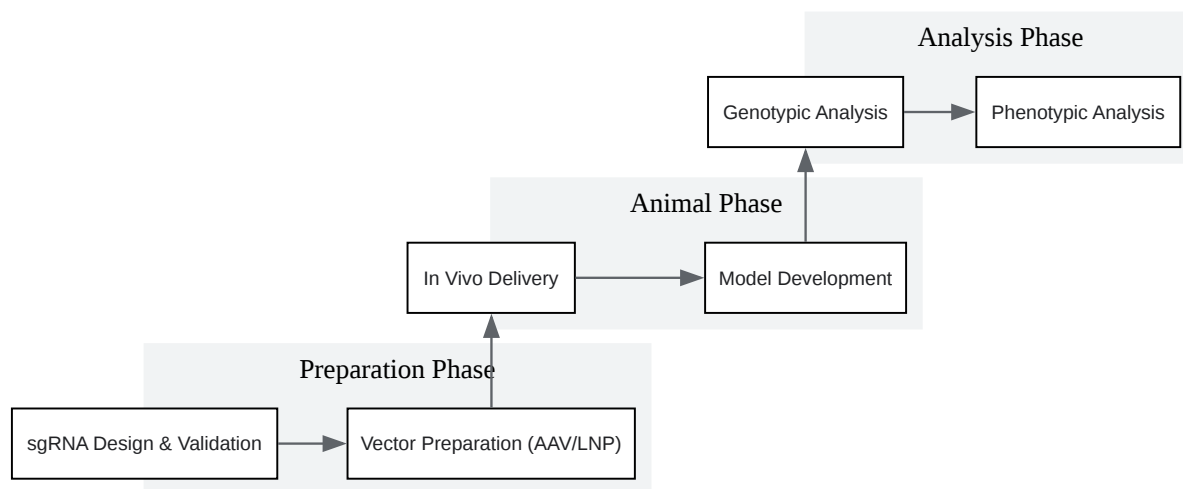 Analysis Phase
Genotypic Analysis
Phenotypic Analysis
Animal Phase
In Vivo Delivery
Model Development
Preparation Phase
sgRNA Design & Validation
Vector Preparation (AAV/LNP)